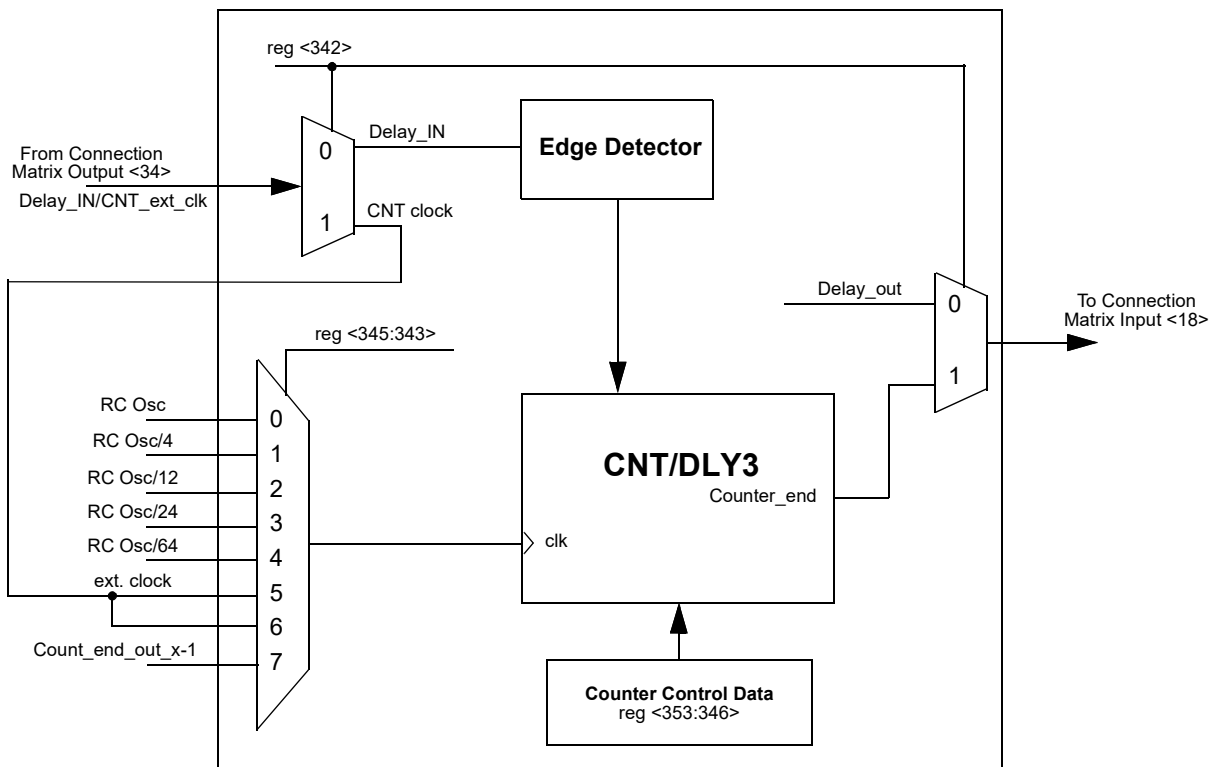 reg <342>
From Connection
Matrix Output <34>
Delay_IN/CNT_ext_clk
0
1
Delay_IN
CNT clock
Edge Detector
Delay_out
0
1
To Connection
Matrix Input <18>
reg <345:343>
RC Osc
RC Osc/4
RC Osc/12
RC Osc/24
RC Osc/64
ext. clock
Count_end_out_x-1
0
1
2
3
4
5
6
7
CNT/DLY3
Counter_end
clk
Counter Control Data
reg <353:346>